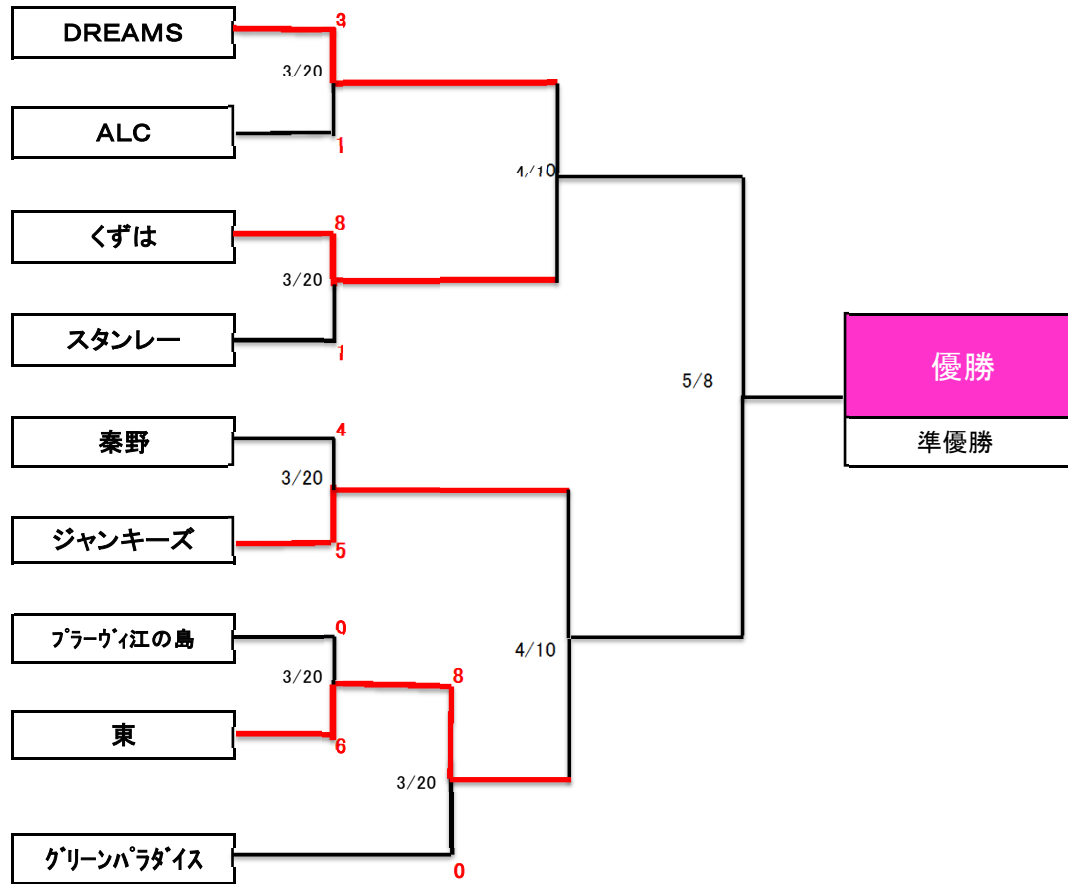 DREAMS
3
3/20
ALC
1
4/10
くずは
8
3/20
スタンレー
1
5/8
優勝
準優勝
秦野
4
3/20
ジャンキーズ
5
ﾌﾟﾗｰｳﾞｨ江の島
0
3/20
4/10
8
東
6
3/20
ｸﾞﾘｰﾝﾊﾟﾗﾀﾞｲｽ
0